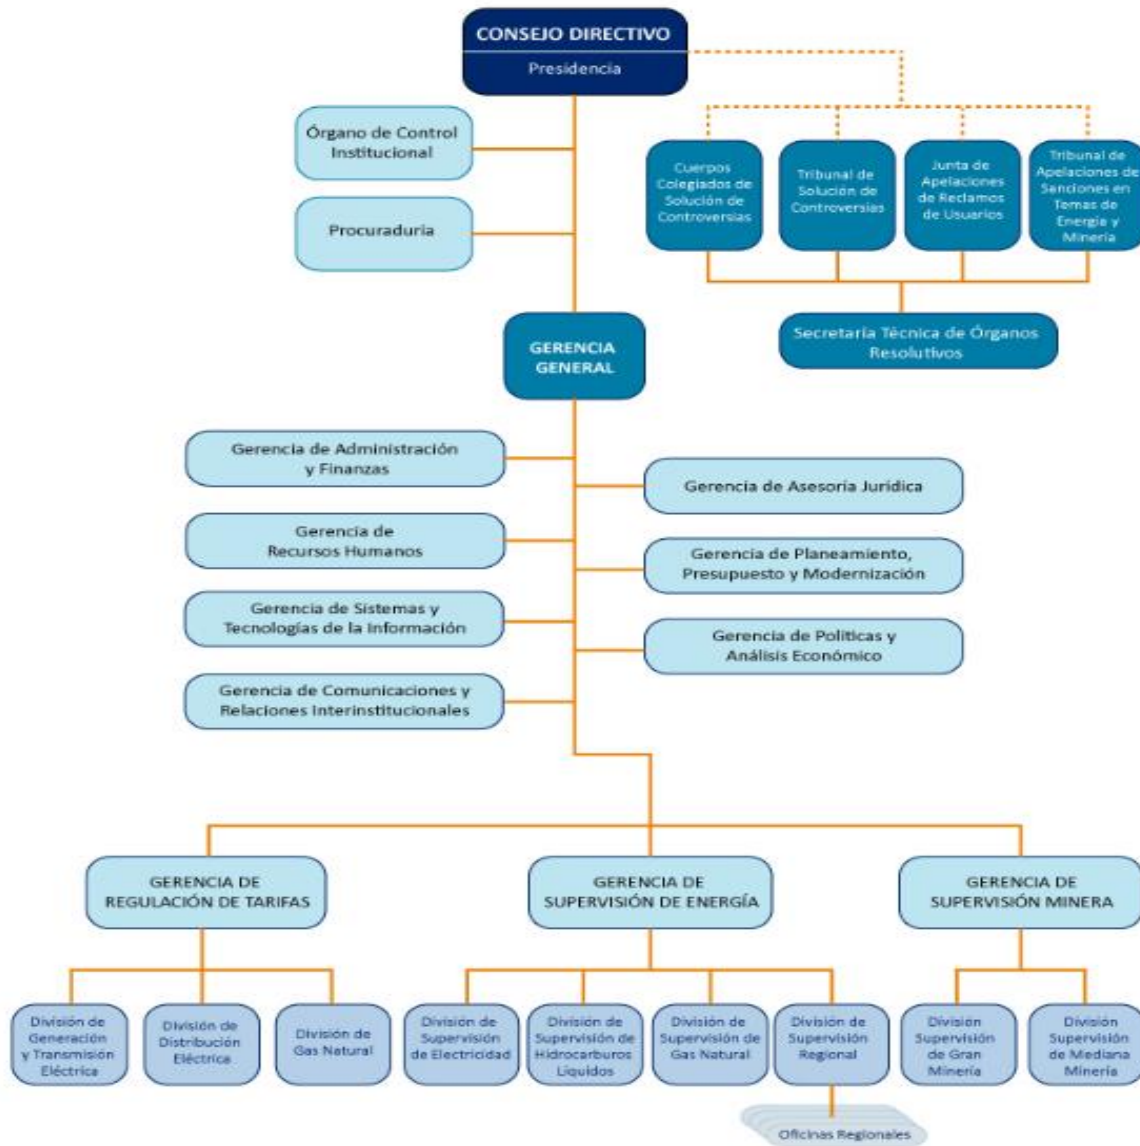 CONSEJO DIRECTIVO
Presidencia
Órgano de Control
Institucional
Procuraduria
Cuerpos
Colegiados de
Solución de
Controversias
Tribunal de
Solución de
Controversias
Junta de
Apelaciones
de Reclamos
de Usuarios
Tribunal de
Apelaciones de
Sanciones en
Temas de
Energía y
Minería
Secretaría Técnica de Órganos
Resolutivos
GERENCIA
GENERAL
Gerencia de Administración
y Finanzas
Gerencia de Asesoría Jurídica
Gerencia de
Recursos Humanos
Gerencia de Planeamiento,
Presupuesto y Modernización
Gerencia de Sistemas y
Tecnologías de la Información
Gerencia de Políticas y
Análisis Económico
Gerencia de Comunicaciones y
Relaciones Interinstitucionales
GERENCIA DE
REGULACIÓN DE TARIFAS
GERENCIA DE
SUPERVISIÓN DE ENERGÍA
GERENCIA DE
SUPERVISIÓN MINERA
División de
Generación
y Transmisión
Eléctrica
División de
Distribución
Eléctrica
División de
Gas Natural
División de
Supervisión
de Electricidad
División de
Supervisión de
Hidrocarburos
Líquidos
División de
Supervisión de
Gas Natural
División de
Supervisión
Regional
División
Supervisión
de Gran
Minería
División
Supervisión
de Mediana
Minería
Oficinas Regionales